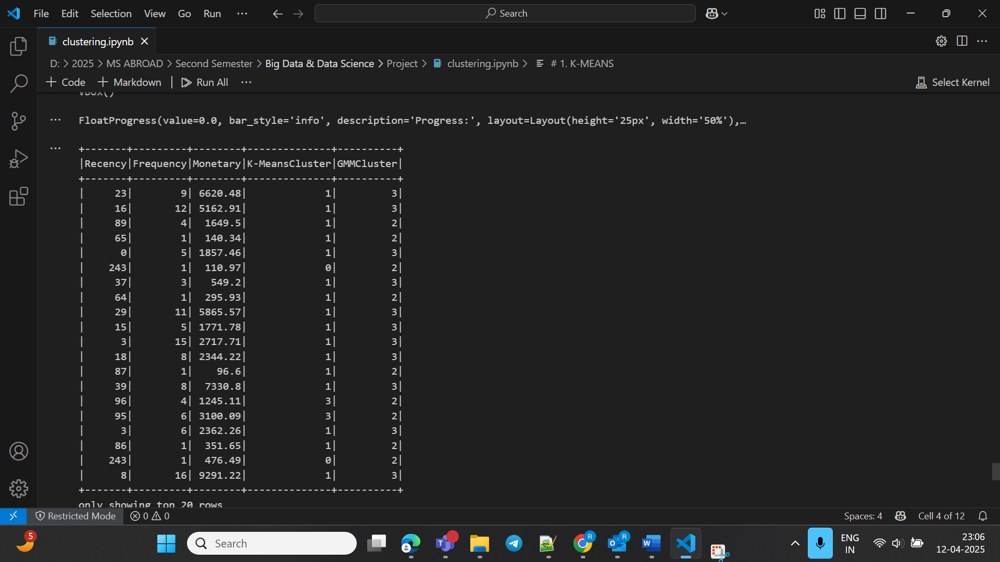 File Edit Selection View Go Run ··· Search
clustering.ipynb
D: > 2025 > MS ABROAD > Second Semester > Big Data & Data Science > Project > clustering.ipynb > # 1. K-MEANS
+ Code + Markdown | Run All ··· Select Kernel
VBox()
FloatProgress(value=0.0, bar_style='info', description='Progress:', layout=Layout(height='25px', width='50%'),…
+-------+---------+--------+--------------+----------+
|Recency|Frequency|Monetary|K-MeansCluster|GMMCluster|
+-------+---------+--------+--------------+----------+
|     23|        9| 6620.48|             1|         3|
|     16|       12| 5162.91|             1|         3|
|     89|        4|  1649.5|             1|         2|
|     65|        1|  140.34|             1|         2|
|      0|        5| 1857.46|             1|         3|
|    243|        1|  110.97|             0|         2|
|     37|        3|   549.2|             1|         3|
|     64|        1|  295.93|             1|         2|
|     29|       11| 5865.57|             1|         3|
|     15|        5| 1771.78|             1|         3|
|      3|       15| 2717.71|             1|         3|
|     18|        8| 2344.22|             1|         3|
|     87|        1|    96.6|             1|         2|
|     39|        8|  7330.8|             1|         3|
|     96|        4| 1245.11|             3|         2|
|     95|        6| 3100.09|             3|         2|
|      3|        6| 2362.26|             1|         3|
|     86|        1|  351.65|             1|         2|
|    243|        1|  476.49|             0|         2|
|      8|       16| 9291.22|             1|         3|
+-------+---------+--------+--------------+----------+
only showing top 20 rows
Restricted Mode 0 0 Spaces: 4 Cell 4 of 12
5 Search ENG 23:06
IN 12-04-2025